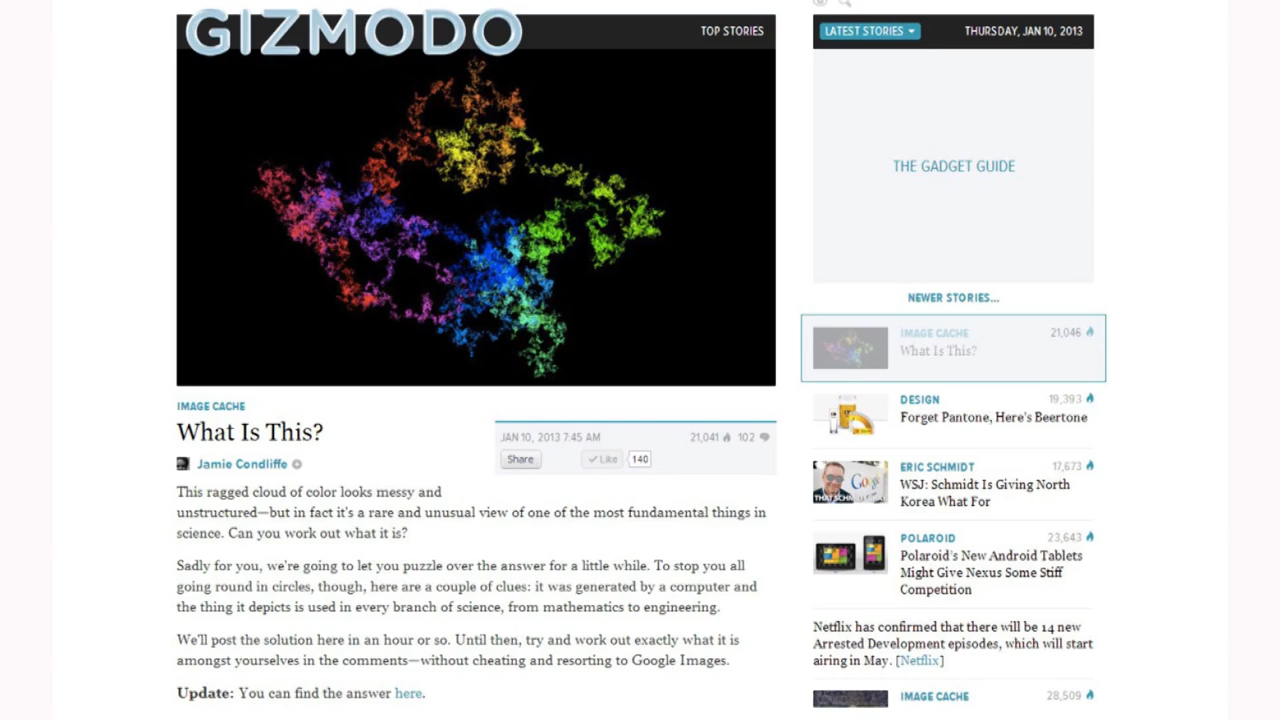 GIZMODO
TOP STORIES
IMAGE CACHE
What Is This?
JAN 10, 2013 7:45 AM
21,041 102
Share
Like 140
Jamie Condliffe
This ragged cloud of color looks messy and
unstructured—but in fact it's a rare and unusual view of one of the most fundamental things in
science. Can you work out what it is?
Sadly for you, we're going to let you puzzle over the answer for a little while. To stop you all
going round in circles, though, here are a couple of clues: it was generated by a computer and
the thing it depicts is used in every branch of science, from mathematics to engineering.
We'll post the solution here in an hour or so. Until then, try and work out exactly what it is
amongst yourselves in the comments—without cheating and resorting to Google Images.
Update: You can find the answer here.
LATEST STORIES
THURSDAY, JAN 10, 2013
THE GADGET GUIDE
NEWER STORIES...
IMAGE CACHE 21,046
What Is This?
DESIGN 19,393
Forget Pantone, Here's Beertone
ERIC SCHMIDT 17,673
WSJ: Schmidt Is Giving North
Korea What For
POLAROID 23,643
Polaroid's New Android Tablets
Might Give Nexus Some Stiff
Competition
Netflix has confirmed that there will be 14 new
Arrested Development episodes, which will start
airing in May. [Netflix]
IMAGE CACHE 28,509